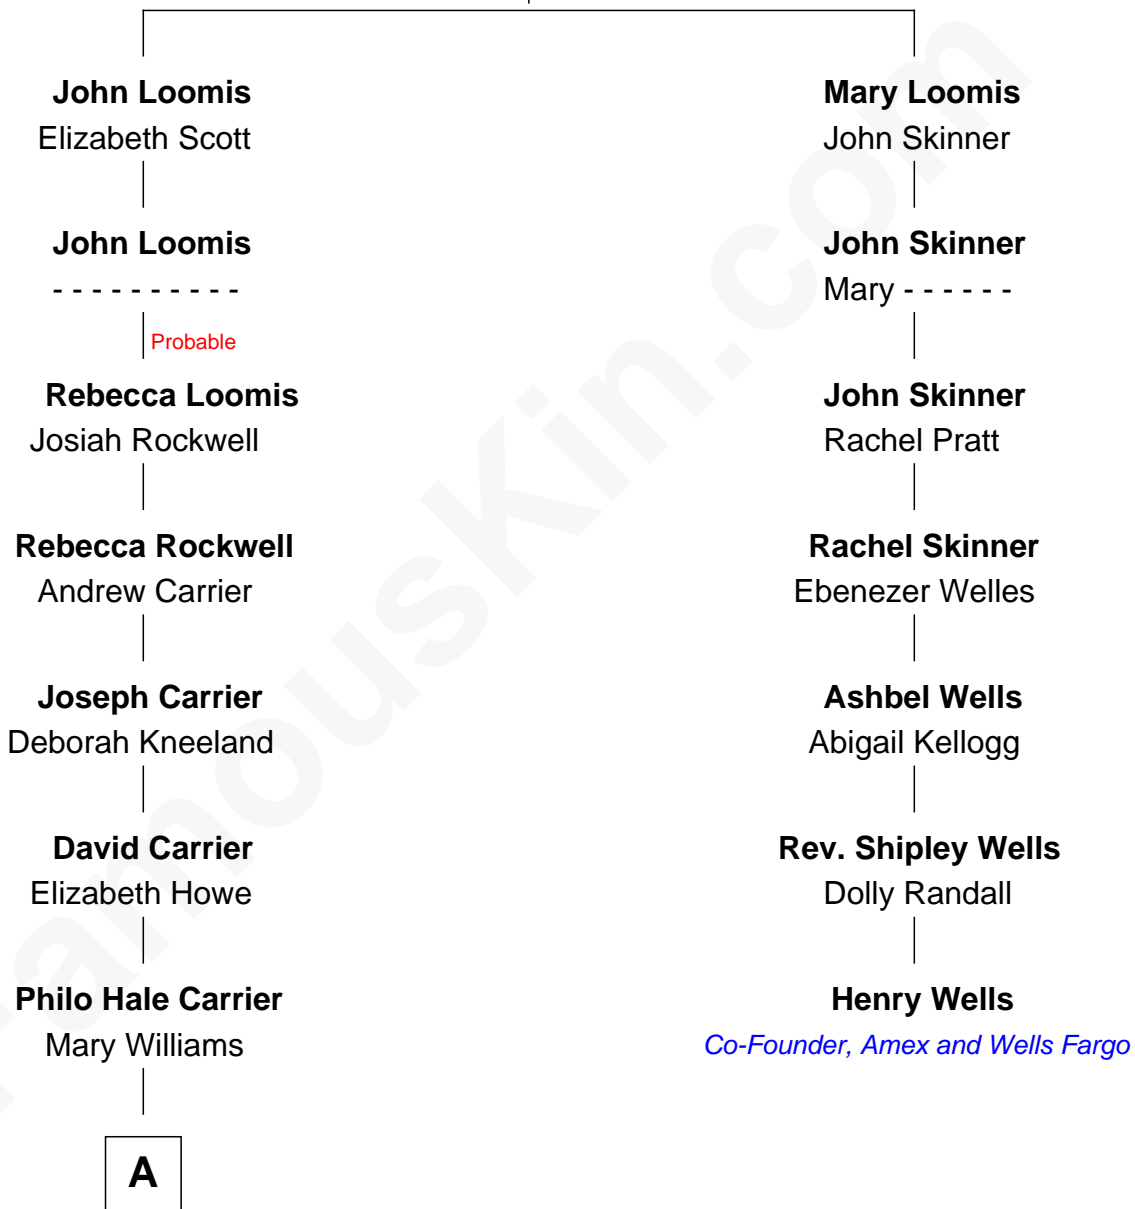 John Loomis
Elizabeth Scott
John Loomis
- - - - - - - - - -
Probable
Rebecca Loomis
Josiah Rockwell
Rebecca Rockwell
Andrew Carrier
Joseph Carrier
Deborah Kneeland
David Carrier
Elizabeth Howe
Philo Hale Carrier
Mary Williams
A
Mary Loomis
John Skinner
John Skinner
Mary - - - - - -
John Skinner
Rachel Pratt
Rachel Skinner
Ebenezer Welles
Ashbel Wells
Abigail Kellogg
Rev. Shipley Wells
Dolly Randall
Henry Wells
Co-Founder, Amex and Wells Fargo
FamousKin.com